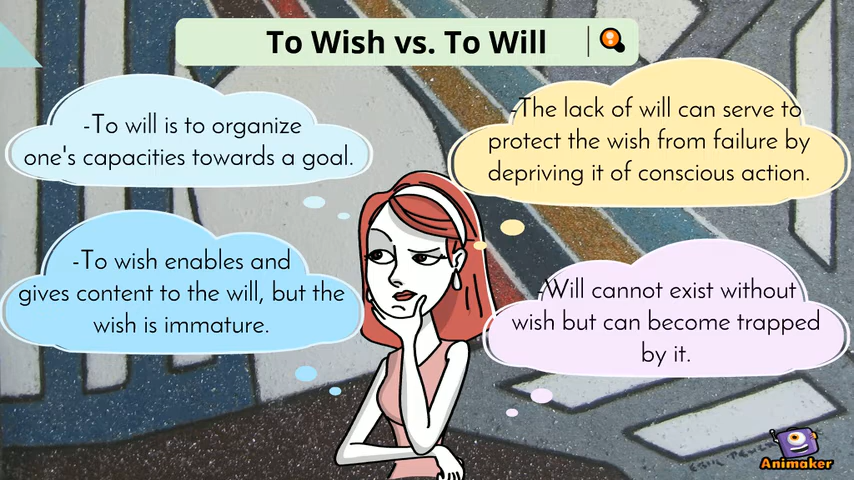 To Wish vs. To Will
-To will is to organize
one's capacities towards a goal.
-The lack of will can serve to
protect the wish from failure by
depriving it of conscious action.
-To wish enables and
gives content to the will, but the
wish is immature.
-Will cannot exist without
wish but can become trapped
by it.
Animaker